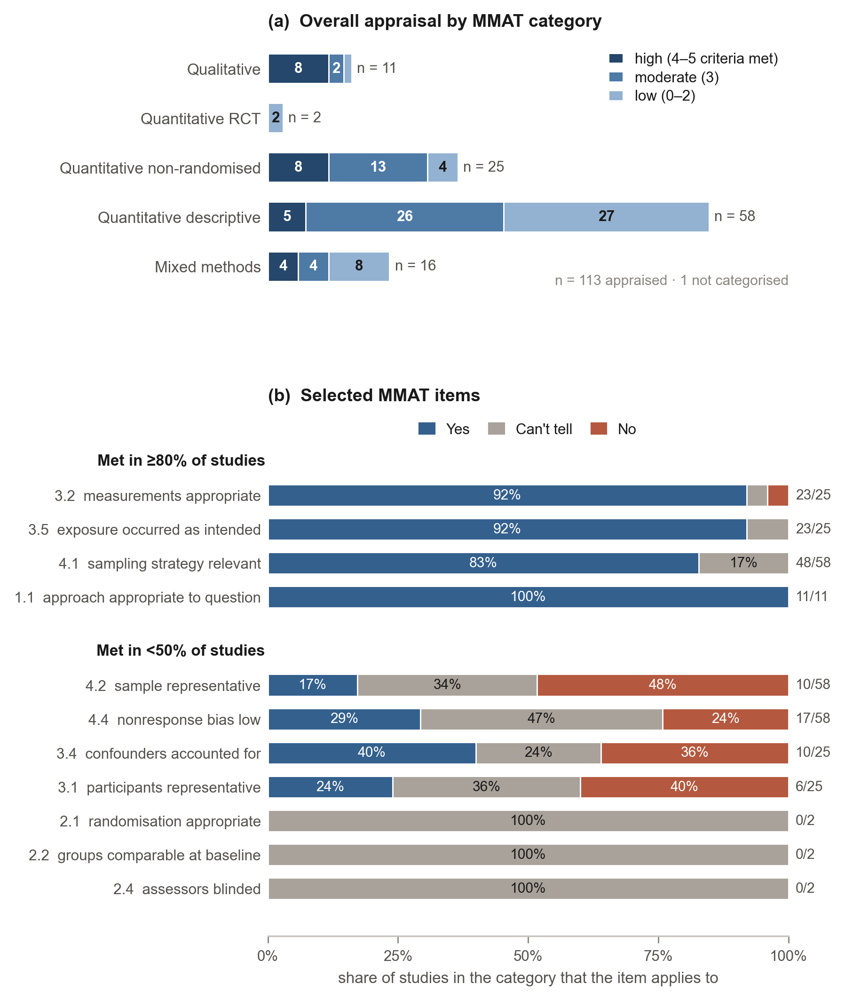 (a) Overall appraisal by MMAT category
high (4–5 criteria met)
moderate (3)
low (0–2)
Qualitative 8 2 n = 11
Quantitative RCT 2 n = 2
Quantitative non-randomised 8 13 4 n = 25
Quantitative descriptive 5 26 27 n = 58
Mixed methods 4 4 8 n = 16
n = 113 appraised · 1 not categorised
(b) Selected MMAT items
Yes Can't tell No
Met in ≥80% of studies
3.2 measurements appropriate 92% 23/25
3.5 exposure occurred as intended 92% 23/25
4.1 sampling strategy relevant 83% 17% 48/58
1.1 approach appropriate to question 100% 11/11
Met in <50% of studies
4.2 sample representative 17% 34% 48% 10/58
4.4 nonresponse bias low 29% 47% 24% 17/58
3.4 confounders accounted for 40% 24% 36% 10/25
3.1 participants representative 24% 36% 40% 6/25
2.1 randomisation appropriate 100% 0/2
2.2 groups comparable at baseline 100% 0/2
2.4 assessors blinded 100% 0/2
0% 25% 50% 75% 100%
share of studies in the category that the item applies to